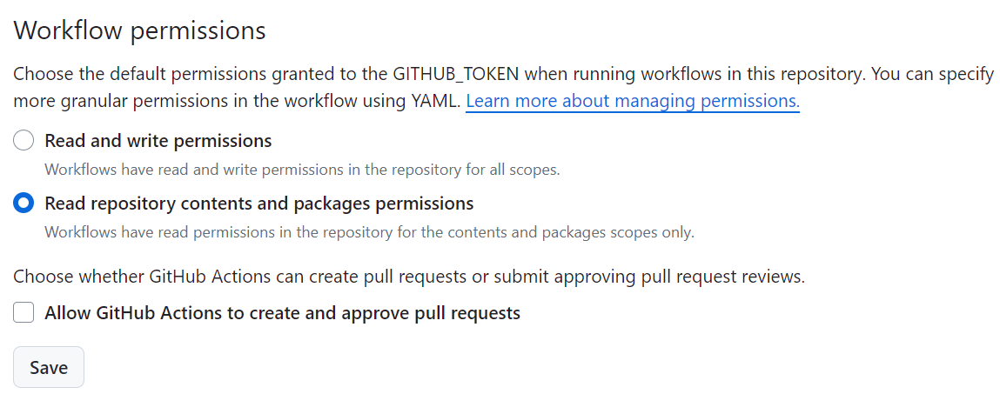 Workflow permissions
Choose the default permissions granted to the GITHUB_TOKEN when running workflows in this repository. You can specify
more granular permissions in the workflow using YAML. Learn more about managing permissions.
Read and write permissions
Workflows have read and write permissions in the repository for all scopes.
Read repository contents and packages permissions
Workflows have read permissions in the repository for the contents and packages scopes only.
Choose whether GitHub Actions can create pull requests or submit approving pull request reviews.
Allow GitHub Actions to create and approve pull requests
Save